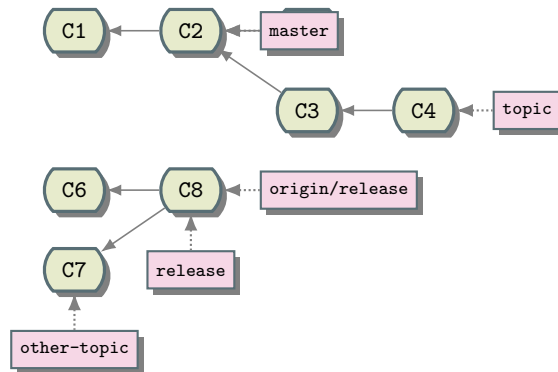 C1
C2
master
C3
C4
topic
C6
C8
origin/release
C7
release
other-topic